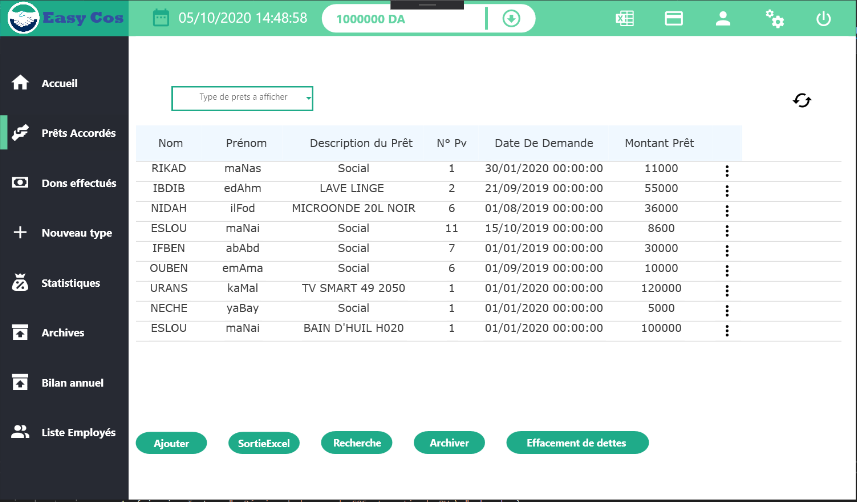 Easy Cos 05/10/2020 14:48:58 1000000 DA
Accueil
Prêts Accordés
Dons effectués
Nouveau type
Statistiques
Archives
Bilan annuel
Liste Employés
Type de prets a afficher
Nom Prénom Description du Prêt N° Pv Date De Demande Montant Prêt
RIKAD maNas Social 1 30/01/2020 00:00:00 11000
IBDIB edAhm LAVE LINGE 2 21/09/2019 00:00:00 55000
NIDAH ilFod MICROONDE 20L NOIR 6 01/08/2019 00:00:00 36000
ESLOU maNai Social 11 15/10/2019 00:00:00 8600
IFBEN abAbd Social 7 01/01/2019 00:00:00 30000
OUBEN emAma Social 6 01/09/2019 00:00:00 10000
URANS kaMal TV SMART 49 2050 1 01/01/2020 00:00:00 120000
NECHE yaBay Social 1 01/01/2020 00:00:00 5000
ESLOU maNai BAIN D'HUIL H020 1 01/01/2020 00:00:00 100000
Ajouter SortieExcel Recherche Archiver Effacement de dettes